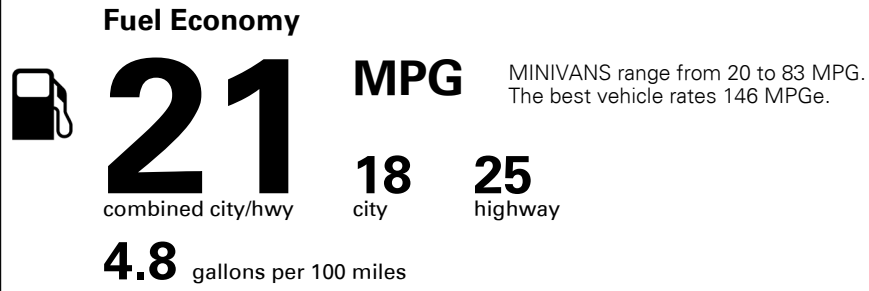 Fuel Economy
21 MPG
MINIVANS range from 20 to 83 MPG.
The best vehicle rates 146 MPGe.
combined city/hwy
18
city
25
highway
4.8 gallons per 100 miles